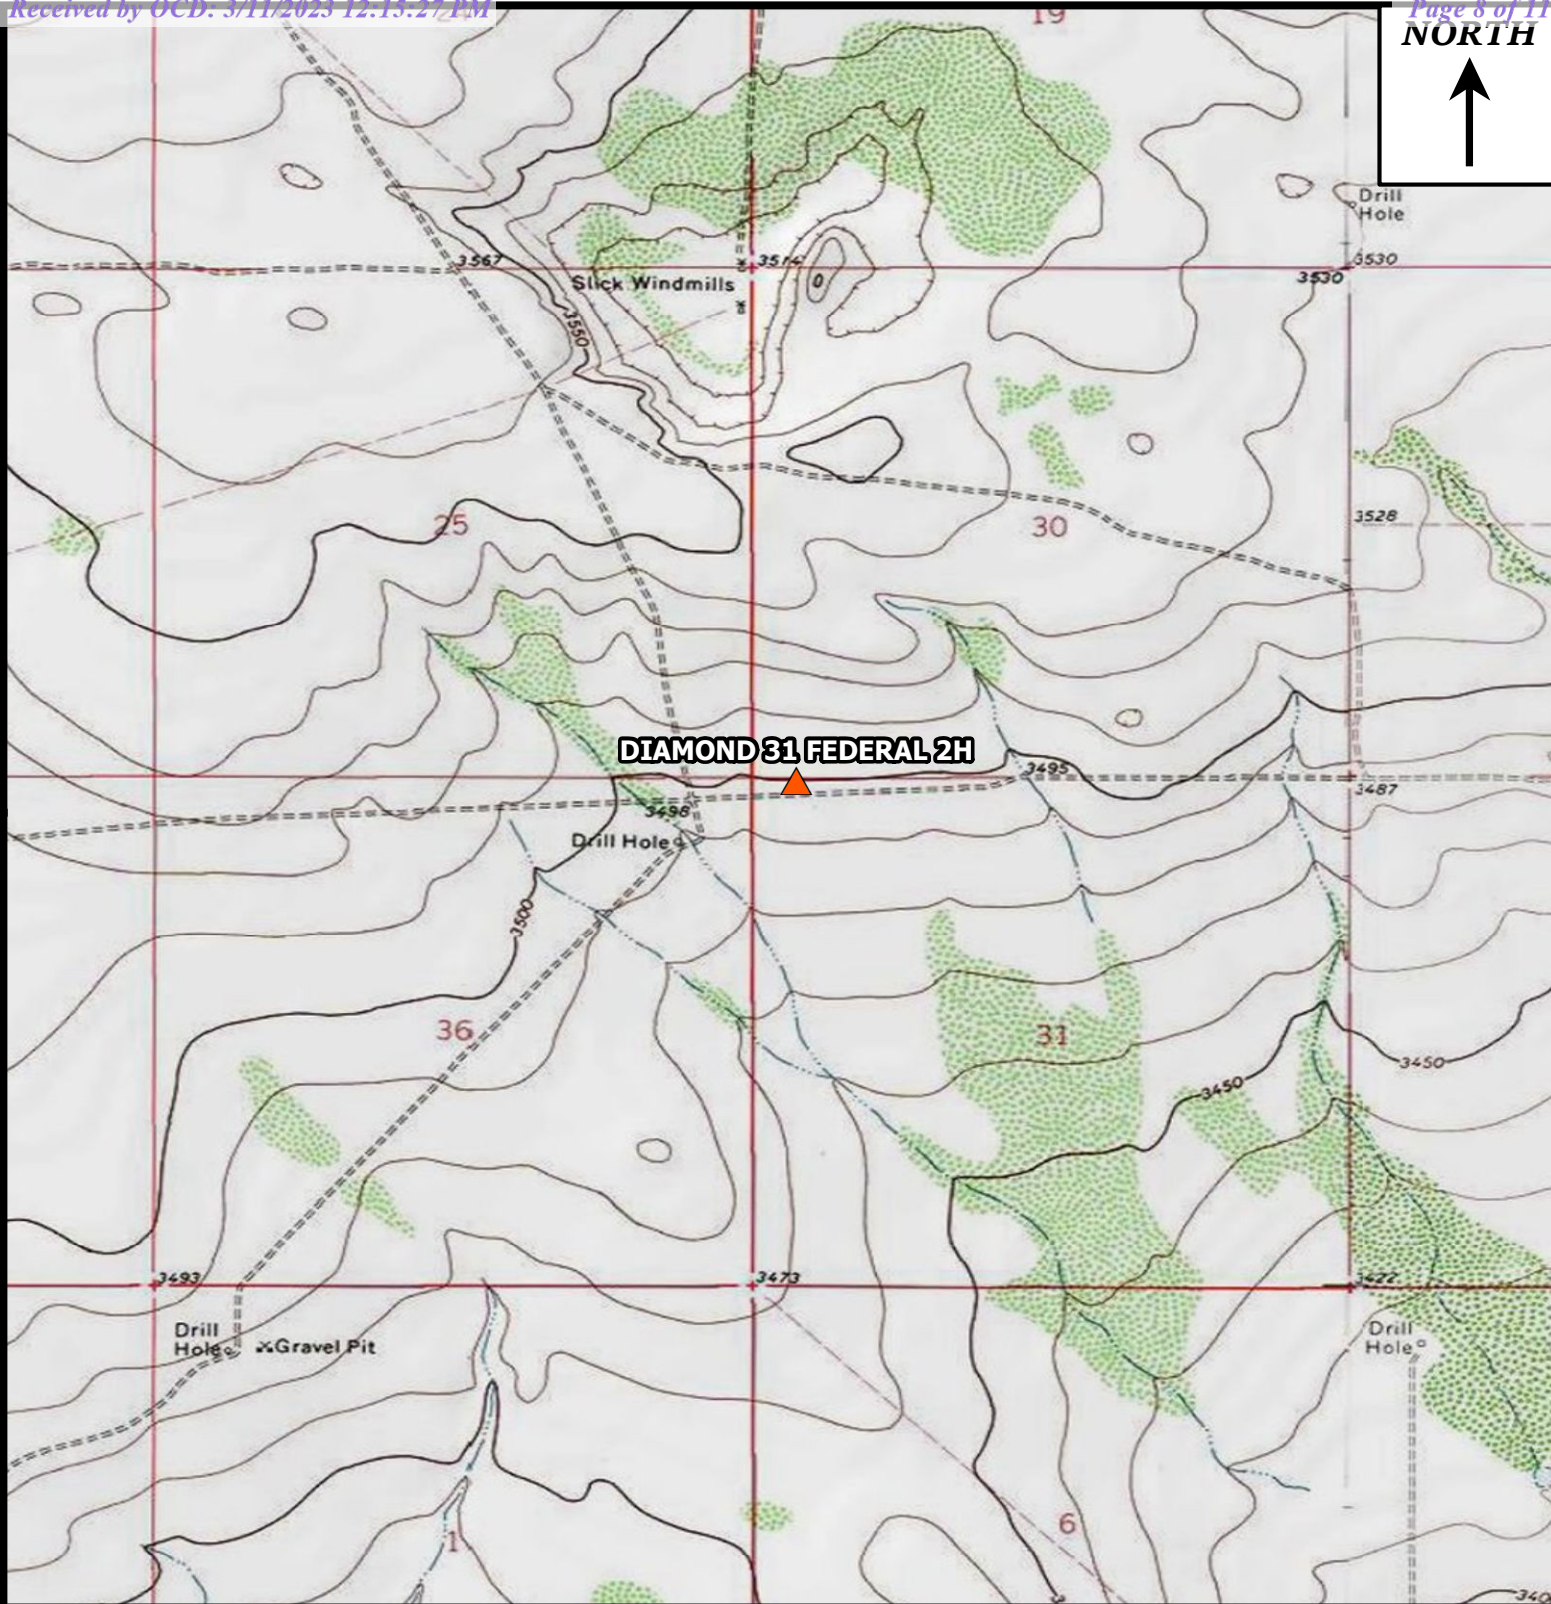 Received by OCD: 3/11/2023 12:15:27 PM
Page 8 of 11
24
19
NORTH
Drill
Hole
3567
3514
3530
3530
Slick Windmills
3550
25
30
3528
DIAMOND 31 FEDERAL 2H
3495
3487
3498
Drill Hole
3500
36
31
3450
3450
3493
3473
3422
Drill
Hole
Gravel Pit
Drill
Hole
6
1